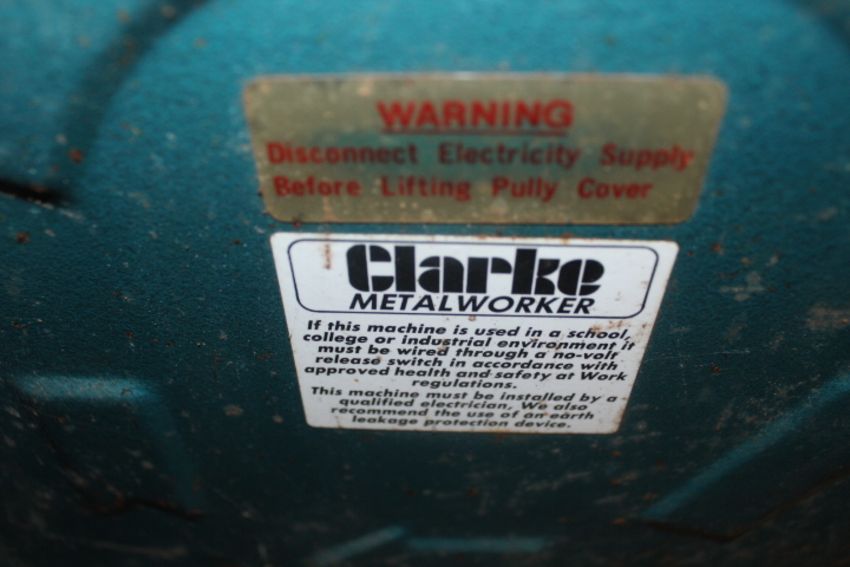 WARNING
Disconnect Electricity Supply
Before Lifting Pully Cover
Clarke
METALWORKER
If this machine is used in a school,
college or industrial environment it
must be wired through a no-volt
release switch in accordance with
approved health and safety at Work
regulations.
This machine must be installed by a
qualified electrician, We also
recommend the use of an earth
leakage protection device.